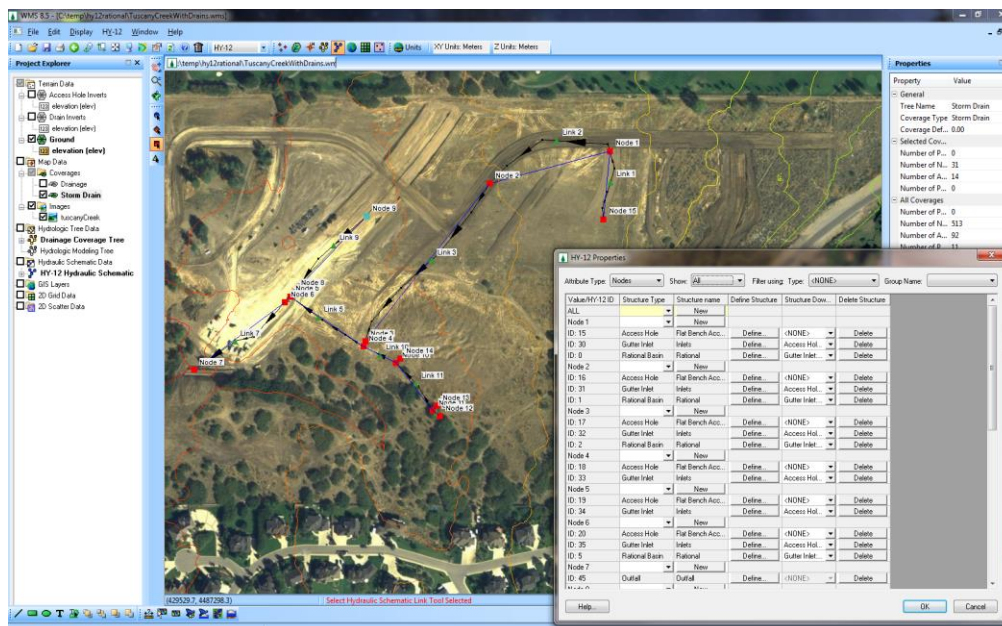 WMS 8.5 - [C:\temp\hy12rational\TuscanyCreekWithDrains.wms]
File Edit Display HY-12 Window Help
HY-12 Units XY Units: Meters Z Units: Meters
Project Explorer
Terrain Data
Access Hole Inverts
elevation (elev)
Drain Inverts
elevation (elev)
Ground
elevation (elev)
Map Data
Coverages
Drainage
Storm Drain
Images
tuscanyCreek
Hydrologic Tree Data
Drainage Coverage Tree
Hydrologic Modeling Tree
Hydraulic Schematic Data
HY-12 Hydraulic Schematic
GIS Layers
2D Grid Data
2D Scatter Data
\temp\hy12rational\TuscanyCreekWithDrains.wms
Link 2
Node 1
Node 2
Link 1
Node 9
Node 15
Link 9
Link 3
Node 8
Node 6
Link 5
Link 7
Node 4
Node 14
Link 10
Node 7
Link 11
Node 12
(429529.7, 4487298.3) Select Hydraulic Schematic Link Tool Selected
Properties
Property Value
General
Tree Name Storm Drain
Coverage Type Storm Drain
Coverage Def... 0.00
Selected Cov...
Number of P... 0
Number of N... 31
Number of A... 14
Number of P... 0
All Coverages
Number of P... 0
Number of N... 513
Number of A... 92
Number of P... 11
HY-12 Properties
Attribute Type: Nodes Show: All Filter using: Type: <NONE> Group Name:
Value/HY-12 ID Structure Type Structure name Define Structure Structure Dow... Delete Structure
ALL New
Node 1 New
ID: 15 Access Hole Flat Bench Acc... Define... <NONE> Delete
ID: 30 Gutter Inlet Inlets Define... Access Hol... Delete
ID: 0 Rational Basin Rational Define... Gutter Inlet:... Delete
Node 2 New
ID: 16 Access Hole Flat Bench Acc... Define... <NONE> Delete
ID: 31 Gutter Inlet Inlets Define... Access Hol... Delete
ID: 1 Rational Basin Rational Define... Gutter Inlet:... Delete
Node 3 New
ID: 17 Access Hole Flat Bench Acc... Define... <NONE> Delete
ID: 32 Gutter Inlet Inlets Define... Access Hol... Delete
ID: 2 Rational Basin Rational Define... Gutter Inlet:... Delete
Node 4 New
ID: 18 Access Hole Flat Bench Acc... Define... <NONE> Delete
ID: 33 Gutter Inlet Inlets Define... Access Hol... Delete
Node 5 New
ID: 19 Access Hole Flat Bench Acc... Define... <NONE> Delete
ID: 34 Gutter Inlet Inlets Define... Access Hol... Delete
Node 6 New
ID: 20 Access Hole Flat Bench Acc... Define... <NONE> Delete
ID: 35 Gutter Inlet Inlets Define... Access Hol... Delete
ID: 5 Rational Basin Rational Define... Gutter Inlet:... Delete
Node 7 New
ID: 45 Outfall Outfall Define... <NONE> Delete
Help... OK Cancel